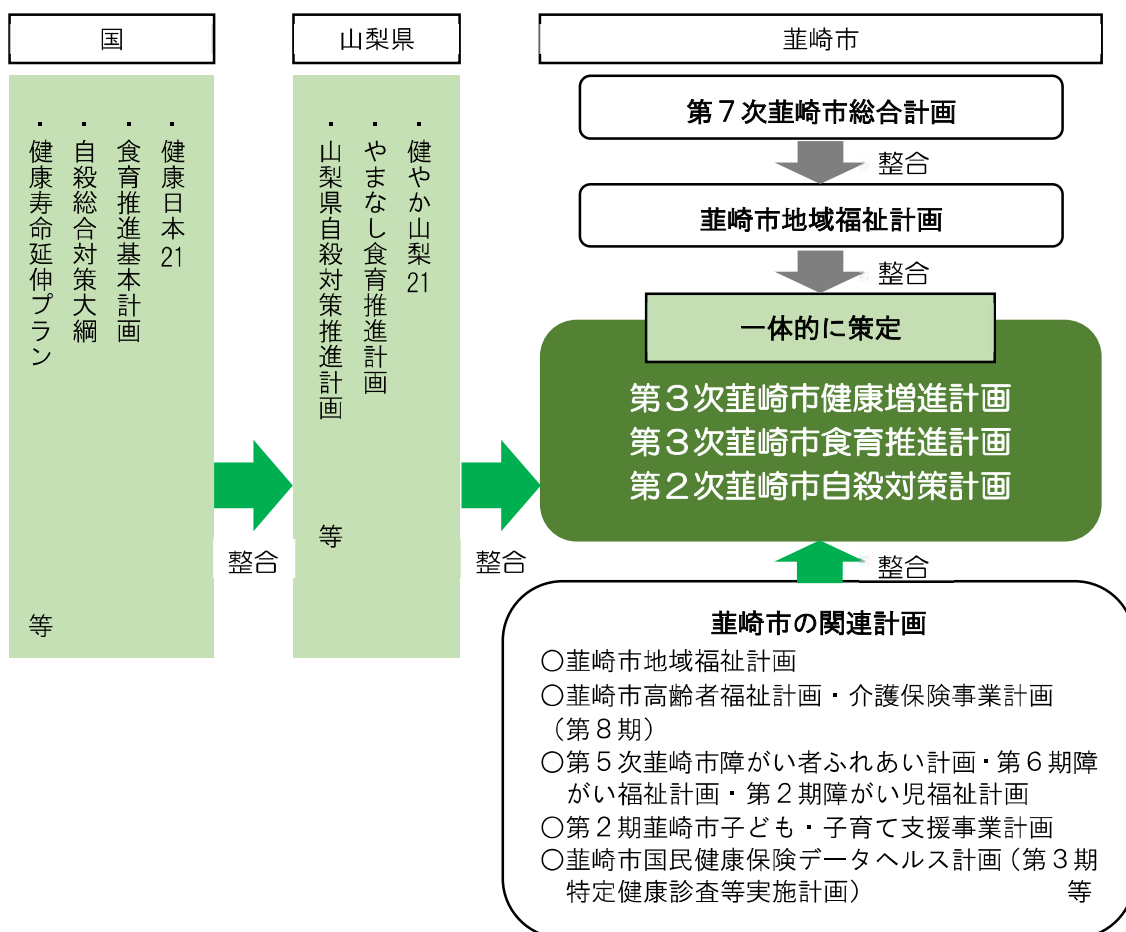 国
・健康日本21
・食育推進基本計画
・自殺総合対策大綱
・健康寿命延伸プラン
等
整合
山梨県
・健やか山梨21
・やまなし食育推進計画
・山梨県自殺対策推進計画
等
整合
韮崎市
第７次韮崎市総合計画
整合
韮崎市地域福祉計画
整合
一体的に策定
第３次韮崎市健康増進計画
第３次韮崎市食育推進計画
第２次韮崎市自殺対策計画
整合
韮崎市の関連計画
○韮崎市地域福祉計画
○韮崎市高齢者福祉計画・介護保険事業計画
（第８期）
○第５次韮崎市障がい者ふれあい計画・第６期障
がい福祉計画・第２期障がい児福祉計画
○第２期韮崎市子ども・子育て支援事業計画
○韮崎市国民健康保険データヘルス計画（第３期
特定健康診査等実施計画） 等